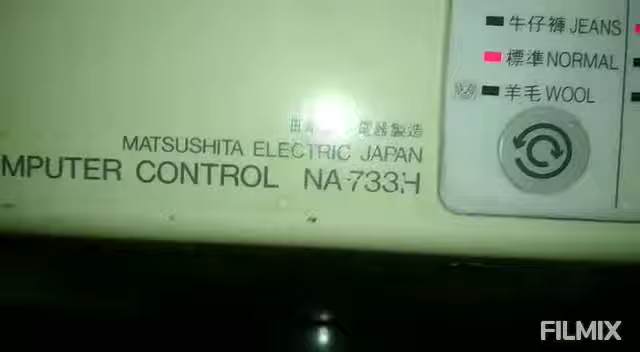 牛仔褲 JEANS
標準 NORMAL
羊毛 WOOL
電器製造
MATSUSHITA ELECTRIC JAPAN
MPUTER CONTROL NA-733H
FILMIX